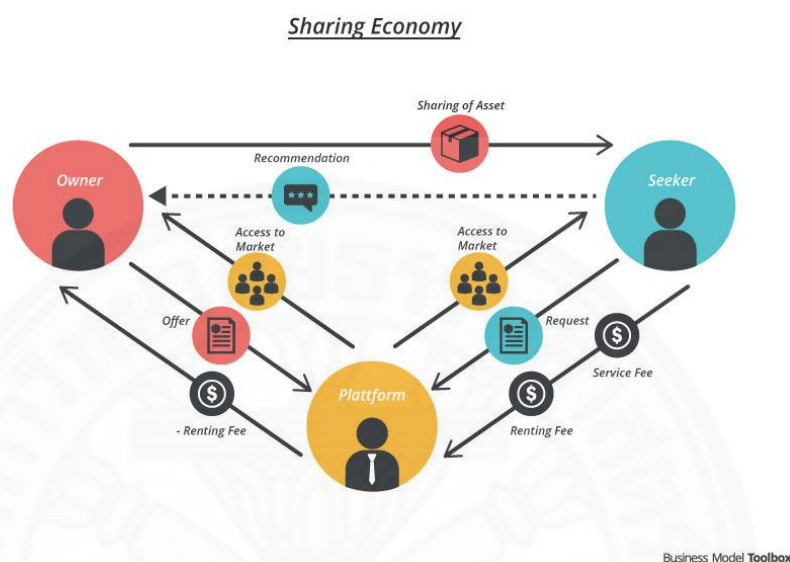 Sharing Economy
Sharing of Asset
Recommendation
Owner
Seeker
Access to
Market
Access to
Market
Offer
Request
$
Service Fee
Plattform
$
$
- Renting Fee
Renting Fee
Business Model Toolbox